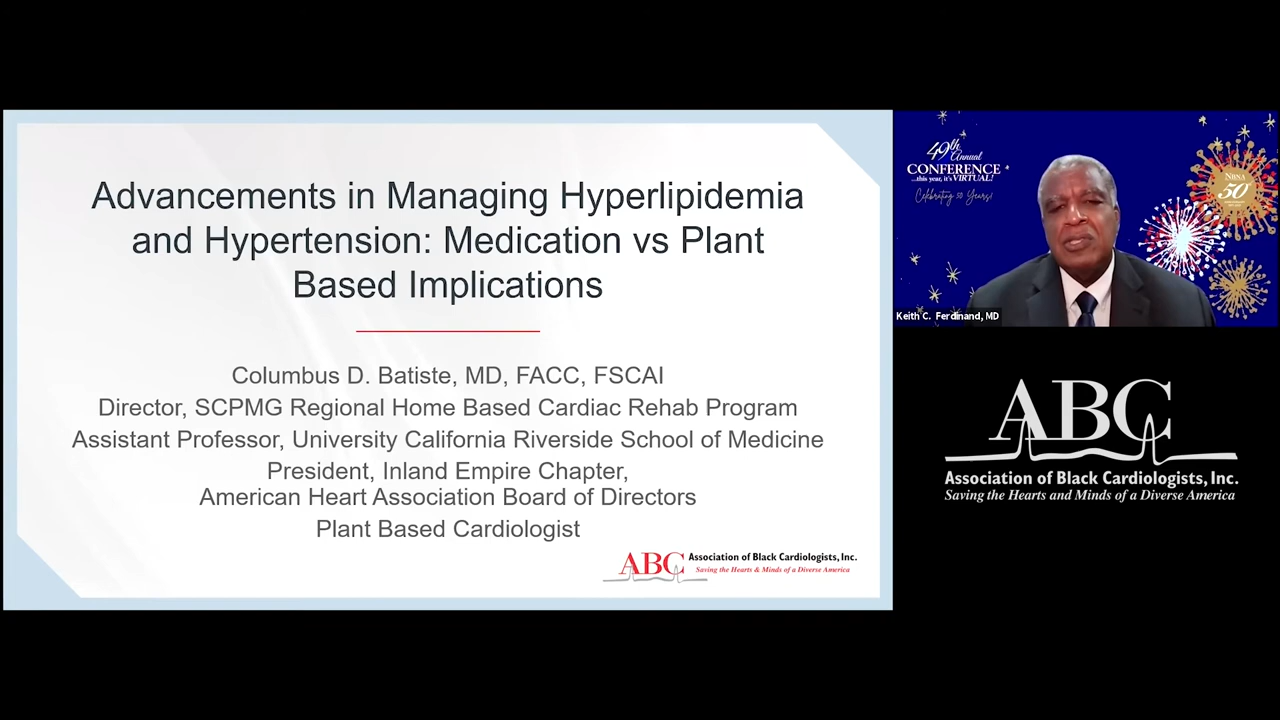 Advancements in Managing Hyperlipidemia
and Hypertension: Medication vs Plant
Based Implications
Columbus D. Batiste, MD, FACC, FSCAI
Director, SCPMG Regional Home Based Cardiac Rehab Program
Assistant Professor, University California Riverside School of Medicine
President, Inland Empire Chapter,
American Heart Association Board of Directors
Plant Based Cardiologist
ABC
Association of Black Cardiologists, Inc.
Saving the Hearts & Minds of a Diverse America
49th
Annual
CONFERENCE
...this year, it's VIRTUAL!
Celebrating 50 Years!
NBNA
50
Keith C. Ferdinand, MD
ABC
Association of Black Cardiologists, Inc.
Saving the Hearts and Minds of a Diverse America